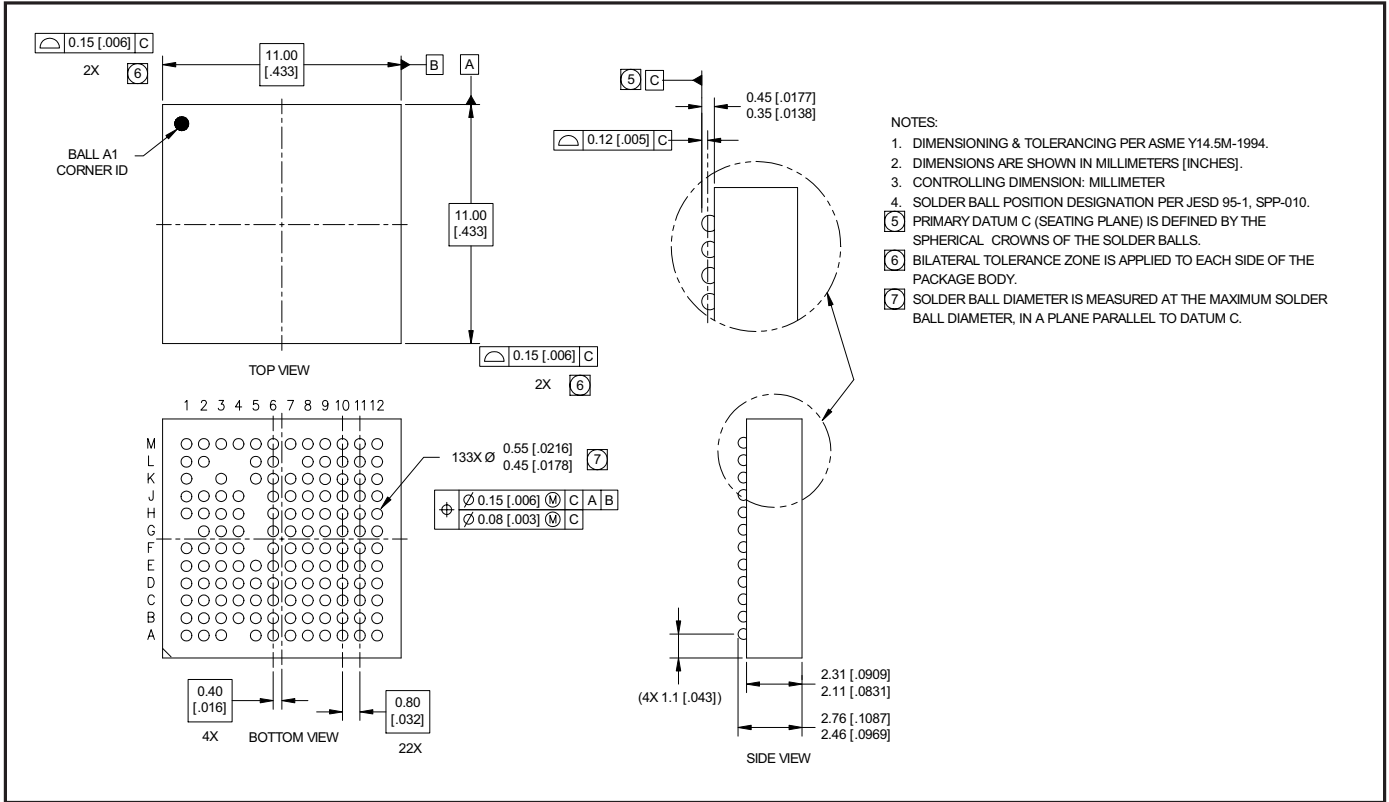 0.15 [.006] C
2X 6
11.00
[.433]
B A
BALL A1
CORNER ID
11.00
[.433]
0.15 [.006] C
2X 6
TOP VIEW
1 2 3 4 5 6 7 8 9 10 11 12
M
L
K
J
H
G
F
E
D
C
B
A
133X Ø 0.55 [.0216]
0.45 [.0178]
7
Ø 0.15 [.006] Ⓜ C A B
Ø 0.08 [.003] Ⓜ C
0.40
[.016]
4X
BOTTOM VIEW
0.80
[.032]
22X
5 C
0.45 [.0177]
0.35 [.0138]
0.12 [.005] C
(4X 1.1 [.043])
2.31 [.0909]
2.11 [.0831]
2.76 [.1087]
2.46 [.0969]
SIDE VIEW
NOTES:
1. DIMENSIONING & TOLERANCING PER ASME Y14.5M-1994.
2. DIMENSIONS ARE SHOWN IN MILLIMETERS [INCHES].
3. CONTROLLING DIMENSION: MILLIMETER
4. SOLDER BALL POSITION DESIGNATION PER JESD 95-1, SPP-010.
5 PRIMARY DATUM C (SEATING PLANE) IS DEFINED BY THE
SPHERICAL CROWNS OF THE SOLDER BALLS.
6 BILATERAL TOLERANCE ZONE IS APPLIED TO EACH SIDE OF THE
PACKAGE BODY.
7 SOLDER BALL DIAMETER IS MEASURED AT THE MAXIMUM SOLDER
BALL DIAMETER, IN A PLANE PARALLEL TO DATUM C.